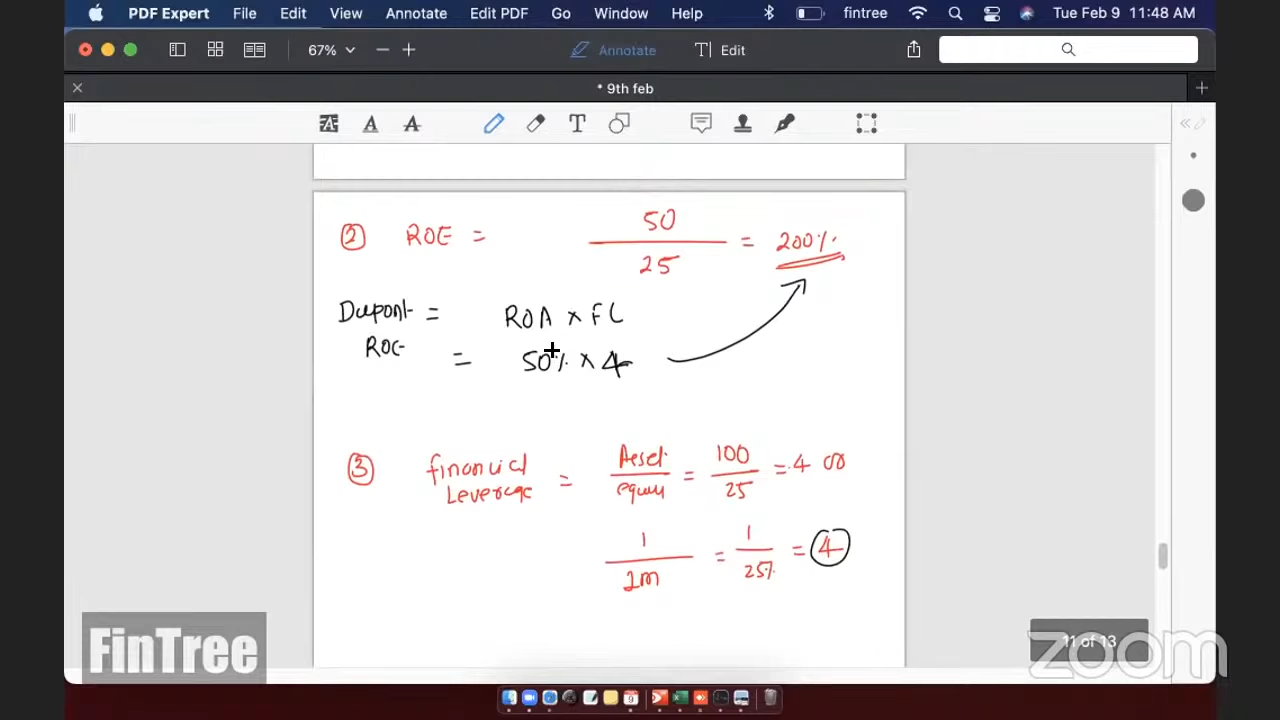 PDF Expert File Edit View Annotate Edit PDF Go Window Help fintree Tue Feb 9 11:48 AM
67% Annotate T Edit
* 9th feb
② ROE = 50 / 25 = 200%
Dupont ROE = ROA × FL
= 50% × 4
③ financial Leverage = Asset / equity = 100 / 25 = 4 or
1 / IM = 1 / 25% = 4
11 of 13
FinTree
zoom